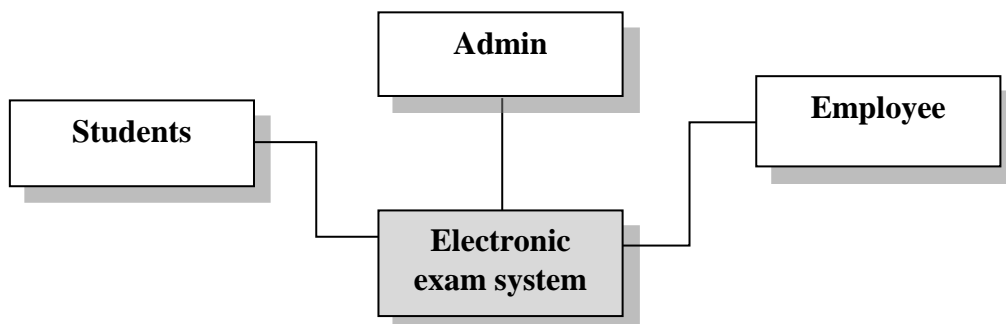 Admin
Students
Employee
Electronic
exam system